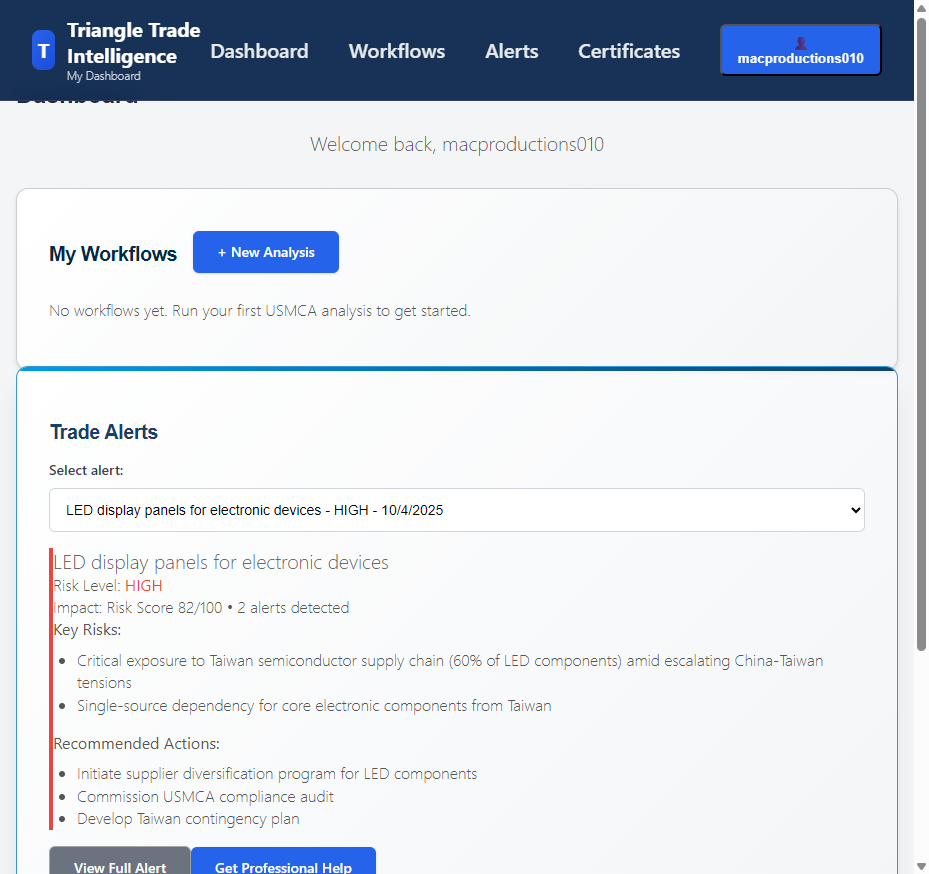 T
Triangle Trade
Intelligence
My Dashboard
Dashboard
Workflows
Alerts
Certificates
macproductions010
Dashboard
Welcome back, macproductions010
My Workflows
+ New Analysis
No workflows yet. Run your first USMCA analysis to get started.
Trade Alerts
Select alert:
LED display panels for electronic devices - HIGH - 10/4/2025
LED display panels for electronic devices
Risk Level: HIGH
Impact: Risk Score 82/100 • 2 alerts detected
Key Risks:
• Critical exposure to Taiwan semiconductor supply chain (60% of LED components) amid escalating China-Taiwan
tensions
• Single-source dependency for core electronic components from Taiwan
Recommended Actions:
• Initiate supplier diversification program for LED components
• Commission USMCA compliance audit
• Develop Taiwan contingency plan
View Full Alert
Get Professional Help